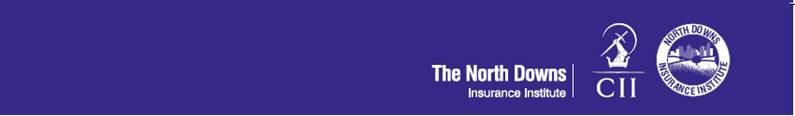 The North Downs
Insurance Institute
CII
NORTH DOWNS
INSURANCE INSTITUTE